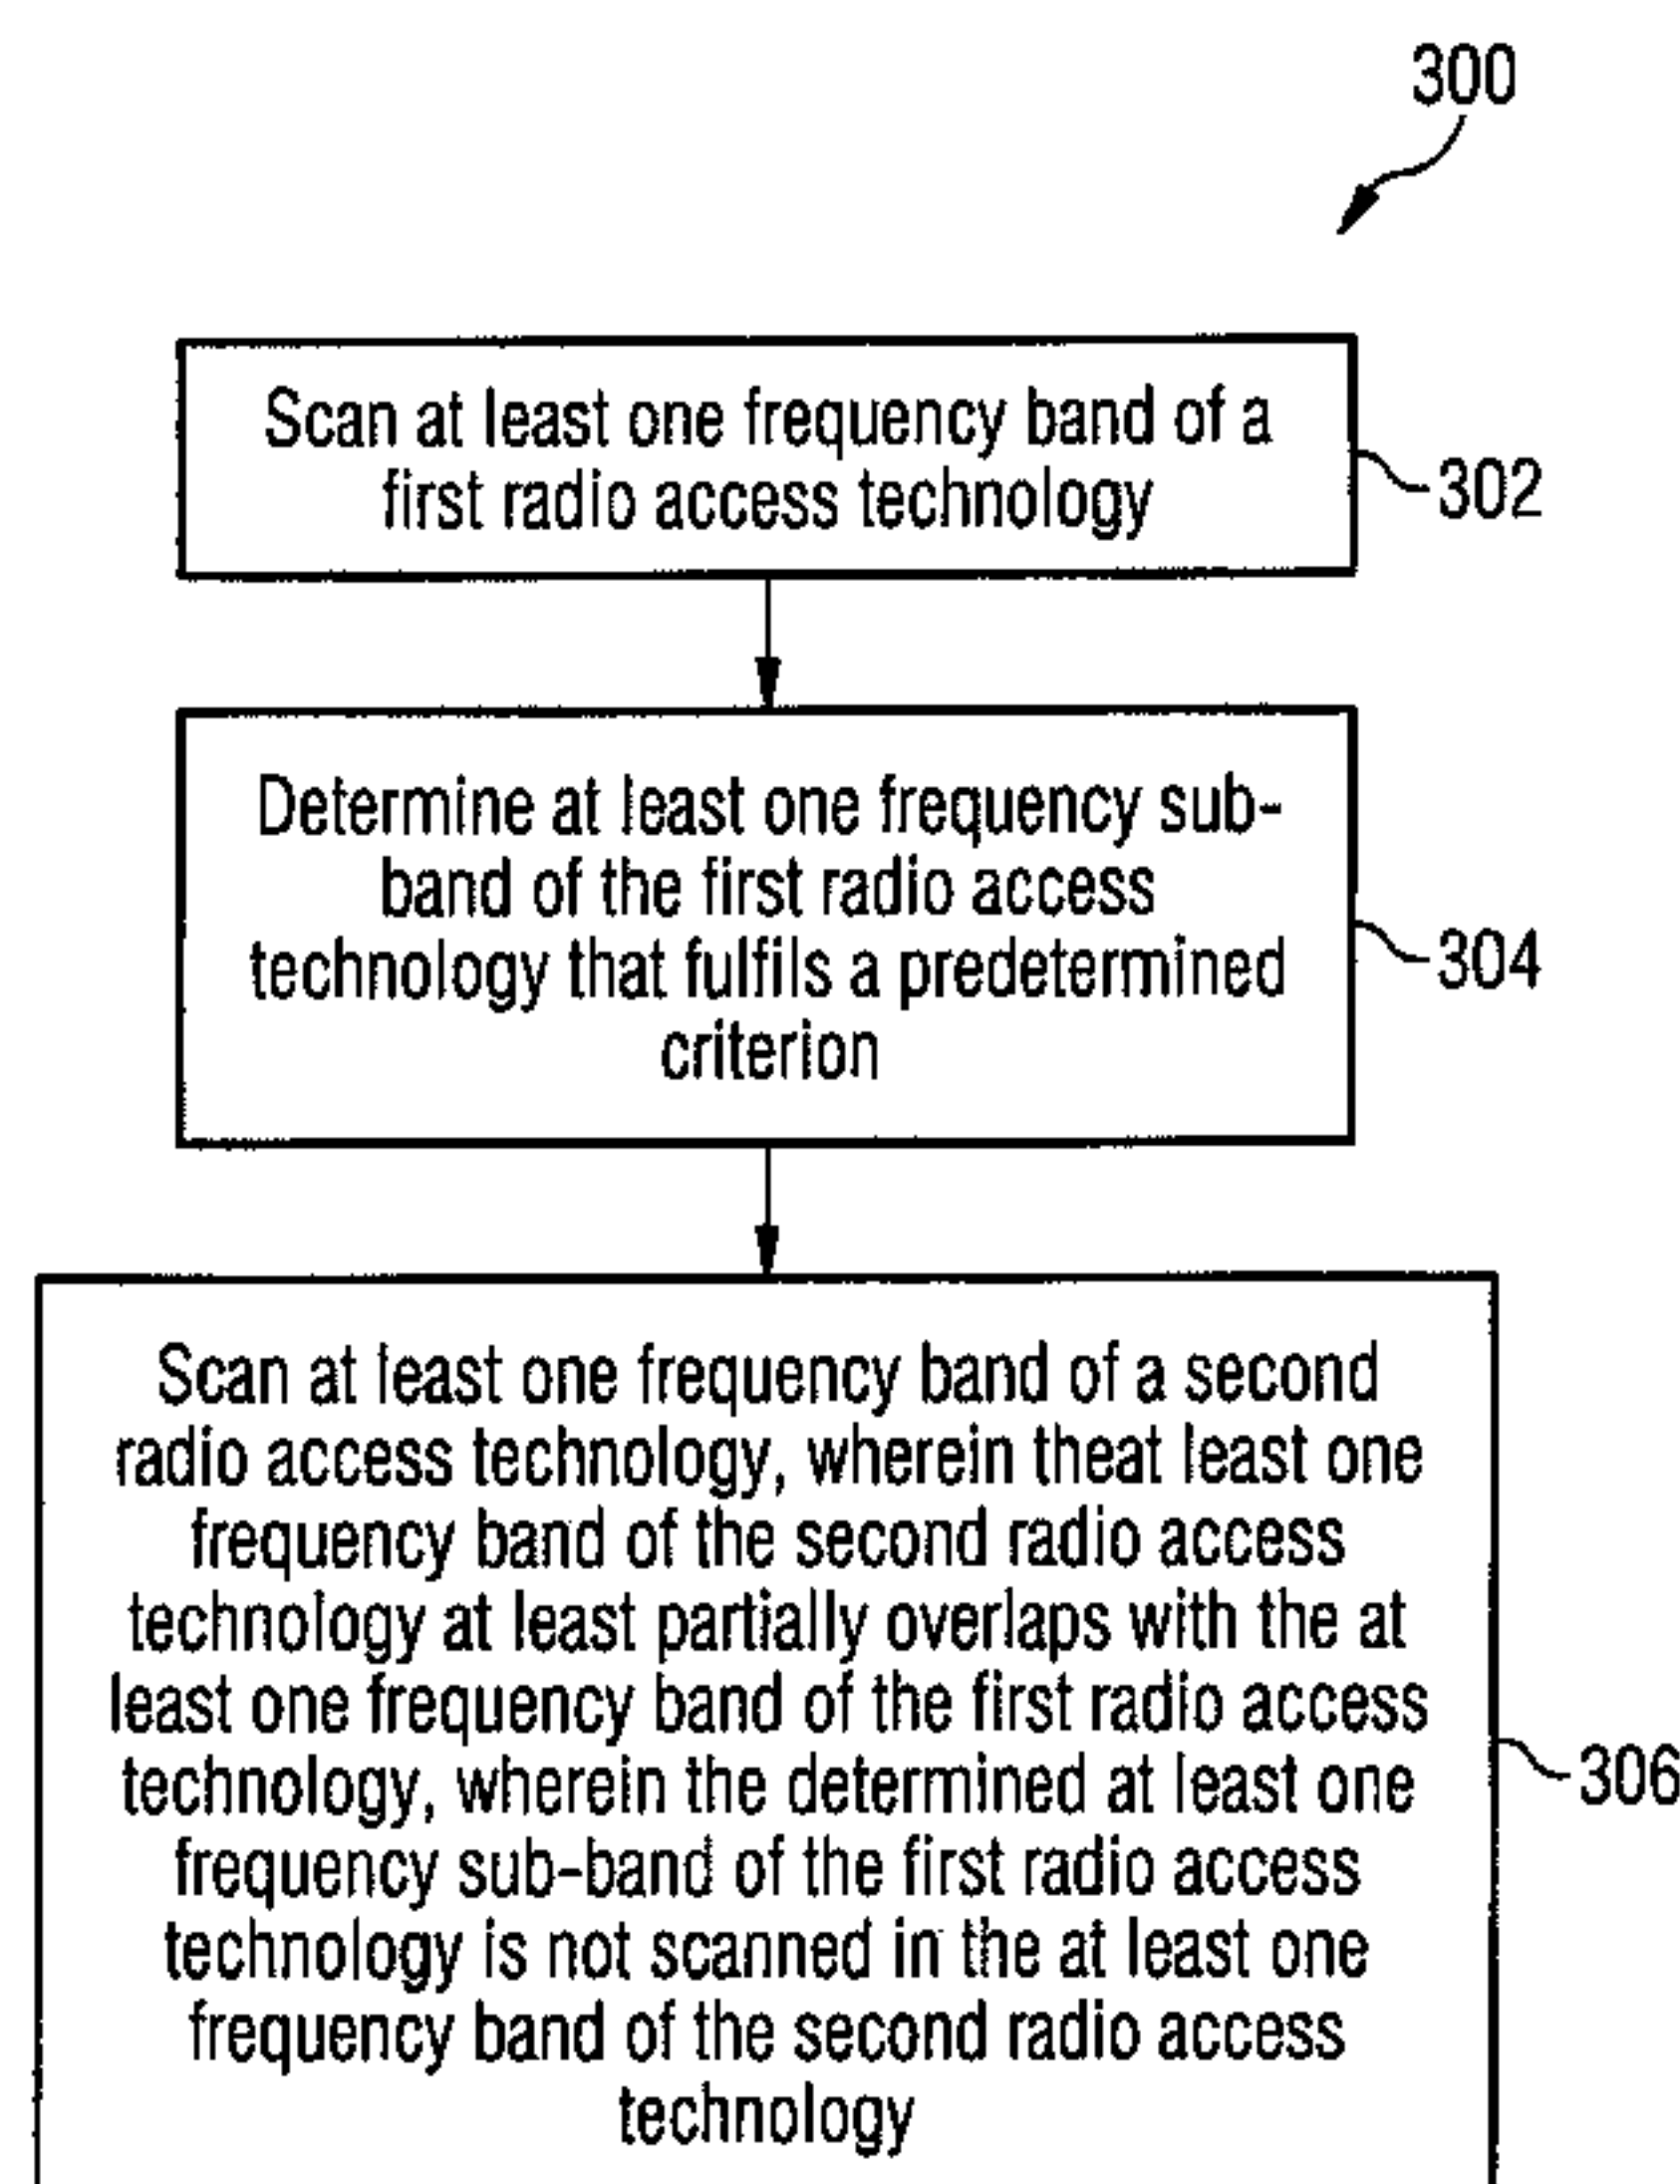 300
Scan at least one frequency band of a
first radio access technology
302
Determine at least one frequency sub-
band of the first radio access
technology that fulfils a predetermined
criterion
304
Scan at least one frequency band of a second
radio access technology, wherein theat least one
frequency band of the second radio access
technology at least partially overlaps with the at
least one frequency band of the first radio access
technology, wherein the determined at least one
frequency sub-band of the first radio access
technology is not scanned in the at least one
frequency band of the second radio access
technology
306